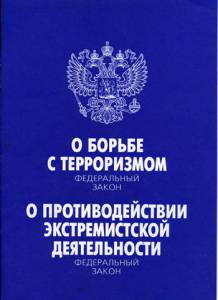 О БОРЬБЕ
С ТЕРРОРИЗМОМ
ФЕДЕРАЛЬНЫЙ
ЗАКОН
О ПРОТИВОДЕЙСТВИИ
ЭКСТРЕМИСТСКОЙ
ДЕЯТЕЛЬНОСТИ
ФЕДЕРАЛЬНЫЙ
ЗАКОН